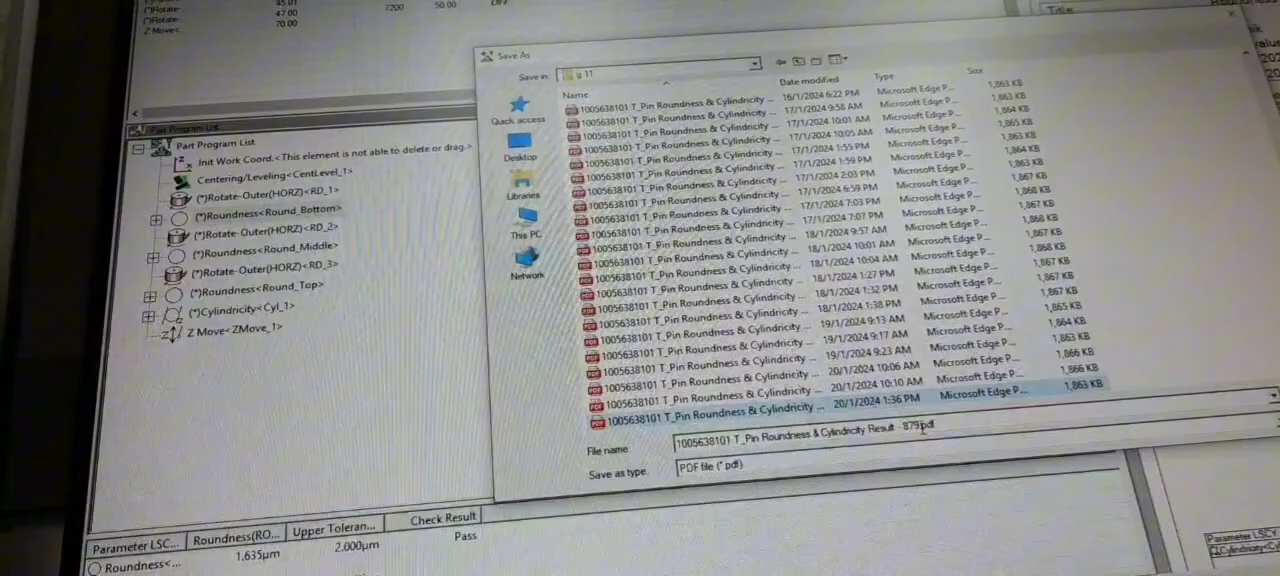 45.01
(*)Rotate-
47.00
7200
50.00
OFF
(*)Rotate-
70.00
Z Move<
Title
Part Program List
Part Program List
Init Work Coord.<This element is not able to delete or drag.>
Centering/Leveling<CentLevel_1>
(*)Rotate-Outer(HORZ)<RD_1>
(*)Roundness<Round_Bottom>
(*)Rotate-Outer(HORZ)<RD_2>
(*)Roundness<Round_Middle>
(*)Rotate-Outer(HORZ)<RD_3>
(*)Roundness<Round_Top>
(*)Cylindricity<Cyl_1>
Z Move<ZMove_1>
Save As
Save in:
Quick access
Desktop
Libraries
This PC
Network
Name Date modified Type Size
1005638101 T_Pin Roundness & Cylindricity ... 16/1/2024 6:22 PM Microsoft Edge P... 1,863 KB
1005638101 T_Pin Roundness & Cylindricity ... 17/1/2024 9:58 AM Microsoft Edge P... 1,863 KB
1005638101 T_Pin Roundness & Cylindricity ... 17/1/2024 10:01 AM Microsoft Edge P... 1,864 KB
1005638101 T_Pin Roundness & Cylindricity ... 17/1/2024 10:05 AM Microsoft Edge P... 1,865 KB
1005638101 T_Pin Roundness & Cylindricity ... 17/1/2024 1:55 PM Microsoft Edge P... 1,863 KB
1005638101 T_Pin Roundness & Cylindricity ... 17/1/2024 1:59 PM Microsoft Edge P... 1,864 KB
1005638101 T_Pin Roundness & Cylindricity ... 17/1/2024 2:03 PM Microsoft Edge P... 1,863 KB
1005638101 T_Pin Roundness & Cylindricity ... 17/1/2024 6:59 PM Microsoft Edge P... 1,867 KB
1005638101 T_Pin Roundness & Cylindricity ... 17/1/2024 7:03 PM Microsoft Edge P... 1,868 KB
1005638101 T_Pin Roundness & Cylindricity ... 17/1/2024 7:07 PM Microsoft Edge P... 1,867 KB
1005638101 T_Pin Roundness & Cylindricity ... 18/1/2024 9:57 AM Microsoft Edge P... 1,868 KB
1005638101 T_Pin Roundness & Cylindricity ... 18/1/2024 10:01 AM Microsoft Edge P... 1,867 KB
1005638101 T_Pin Roundness & Cylindricity ... 18/1/2024 10:04 AM Microsoft Edge P... 1,868 KB
1005638101 T_Pin Roundness & Cylindricity ... 18/1/2024 1:27 PM Microsoft Edge P... 1,867 KB
1005638101 T_Pin Roundness & Cylindricity ... 18/1/2024 1:32 PM Microsoft Edge P... 1,867 KB
1005638101 T_Pin Roundness & Cylindricity ... 18/1/2024 1:38 PM Microsoft Edge P... 1,867 KB
1005638101 T_Pin Roundness & Cylindricity ... 19/1/2024 9:13 AM Microsoft Edge P... 1,865 KB
1005638101 T_Pin Roundness & Cylindricity ... 19/1/2024 9:17 AM Microsoft Edge P... 1,864 KB
1005638101 T_Pin Roundness & Cylindricity ... 19/1/2024 9:23 AM Microsoft Edge P... 1,863 KB
1005638101 T_Pin Roundness & Cylindricity ... 20/1/2024 10:06 AM Microsoft Edge P... 1,866 KB
1005638101 T_Pin Roundness & Cylindricity ... 20/1/2024 10:10 AM Microsoft Edge P... 1,866 KB
1005638101 T_Pin Roundness & Cylindricity ... 20/1/2024 1:36 PM Microsoft Edge P... 1,863 KB
File name: 1005638101 T_Pin Roundness & Cylindricity Result - 879.pdf
Save as type: PDF file (*.pdf)
Parameter LSC... Roundness(RO... Upper Toleran... Check Result
Roundness<... 1.635μm 2.000μm Pass
Parameter LSCY
Cylindricity<Cy